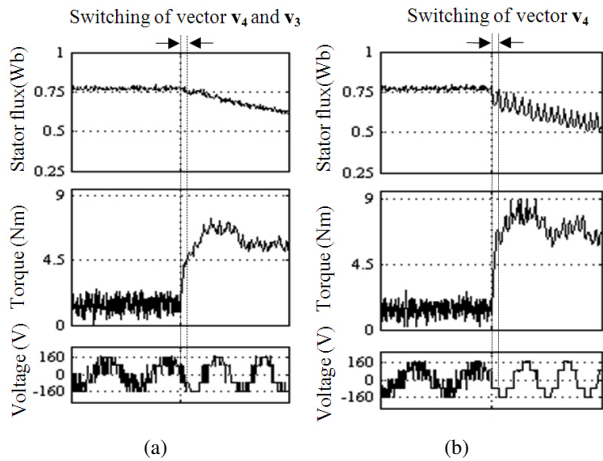 Switching of vector v4 and v3
Stator flux(Wb)
1
0.75
0.5
0.25
Torque (Nm)
9
4.5
0
Voltage (V)
160
0
-160
(a)
Switching of vector v4
Stator flux(Wb)
1
0.75
0.5
0.25
Torque (Nm)
9
4.5
0
Voltage (V)
160
0
-160
(b)